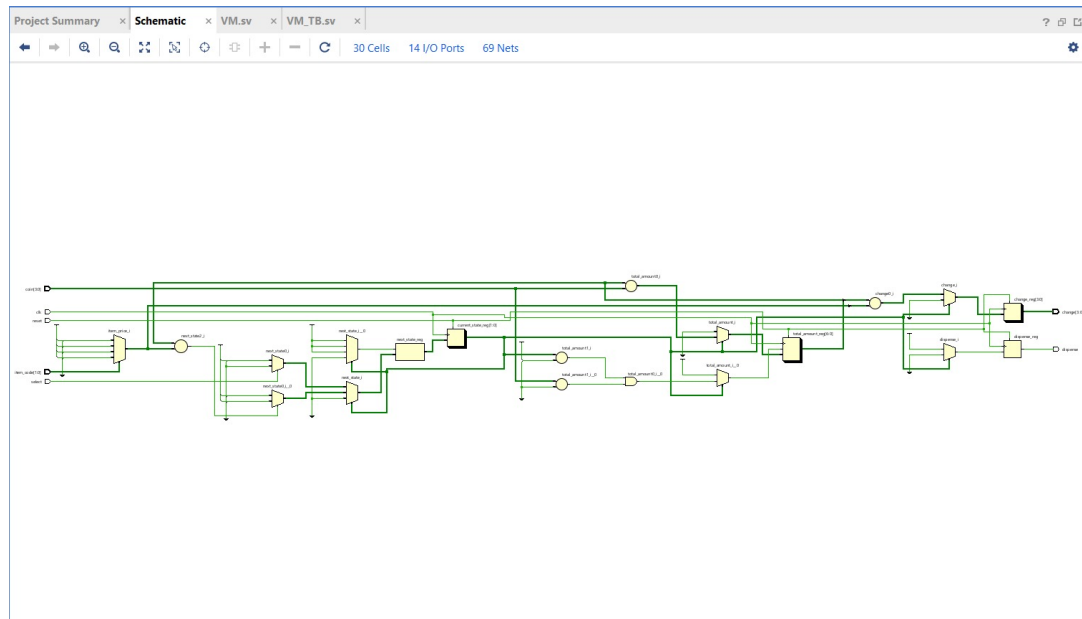 Project Summary × Schematic × VM.sv × VM_TB.sv ×
30 Cells 14 I/O Ports 69 Nets
total_amount0_i
coin[3:0]
change_i
change0_i
change_reg[3:0]
clk
change[3:0]
reset
current_state_reg[1:0]
total_amount_i
total_amount_reg[6:0]
item_price_i
next_state_i__0
next_state2_i
next_state_reg
dispense_i
dispense_reg
dispense
total_amount1_i
next_state0_i
total_amount_i__0
item_code[1:0]
next_state_i
total_amount1_i__0
total_amount0_i__0
select
next_state0_i__0